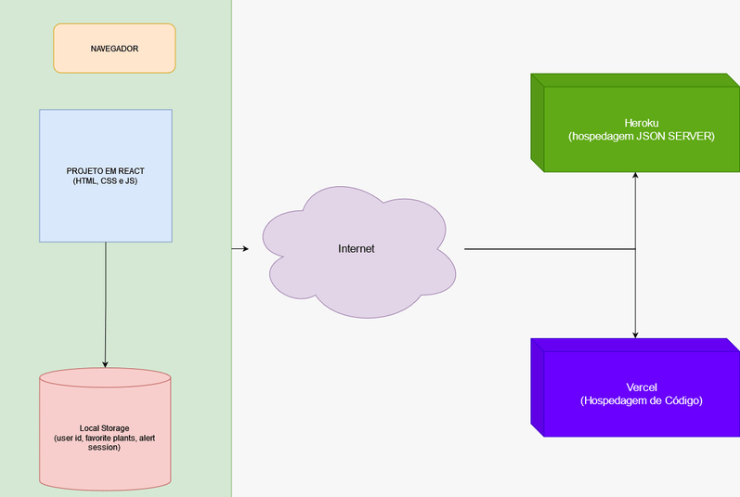 NAVEGADOR
PROJETO EM REACT
(HTML, CSS e JS)
Local Storage
(user id, favorite plants, alert
session)
Internet
Heroku
(hospedagem JSON SERVER)
Vercel
(Hospedagem de Código)